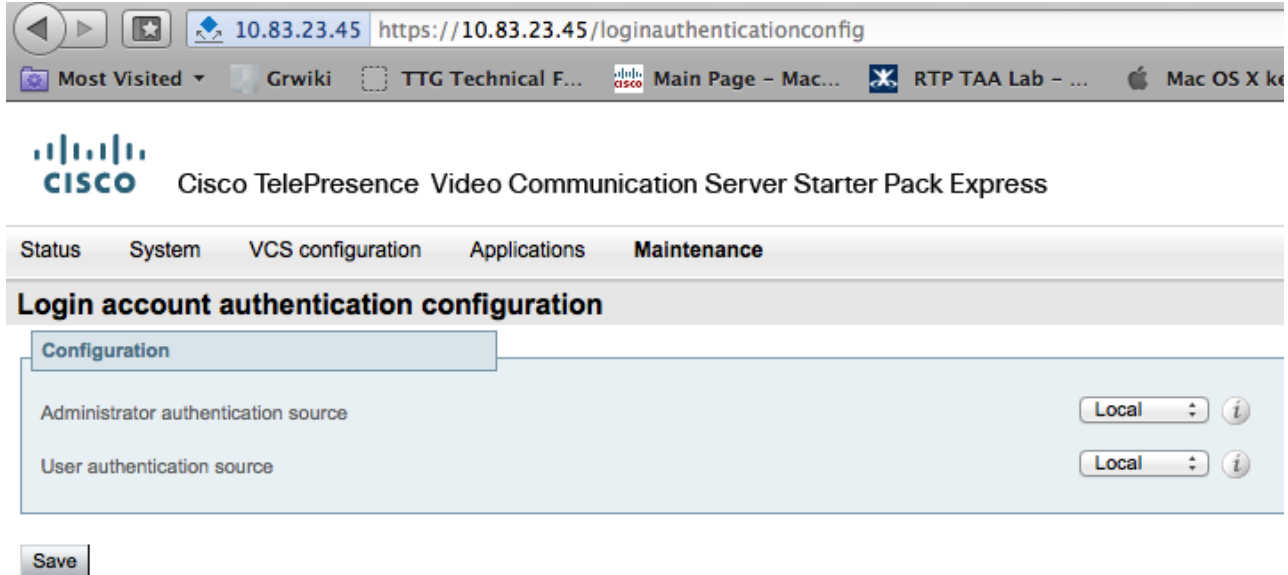 10.83.23.45 https://10.83.23.45/loginauthenticationconfig
Most Visited Grwiki TTG Technical F... Main Page – Mac... RTP TAA Lab – ... Mac OS X ke
CISCO Cisco TelePresence Video Communication Server Starter Pack Express
Status System VCS configuration Applications Maintenance
Login account authentication configuration
Configuration
Administrator authentication source Local i
User authentication source Local i
Save